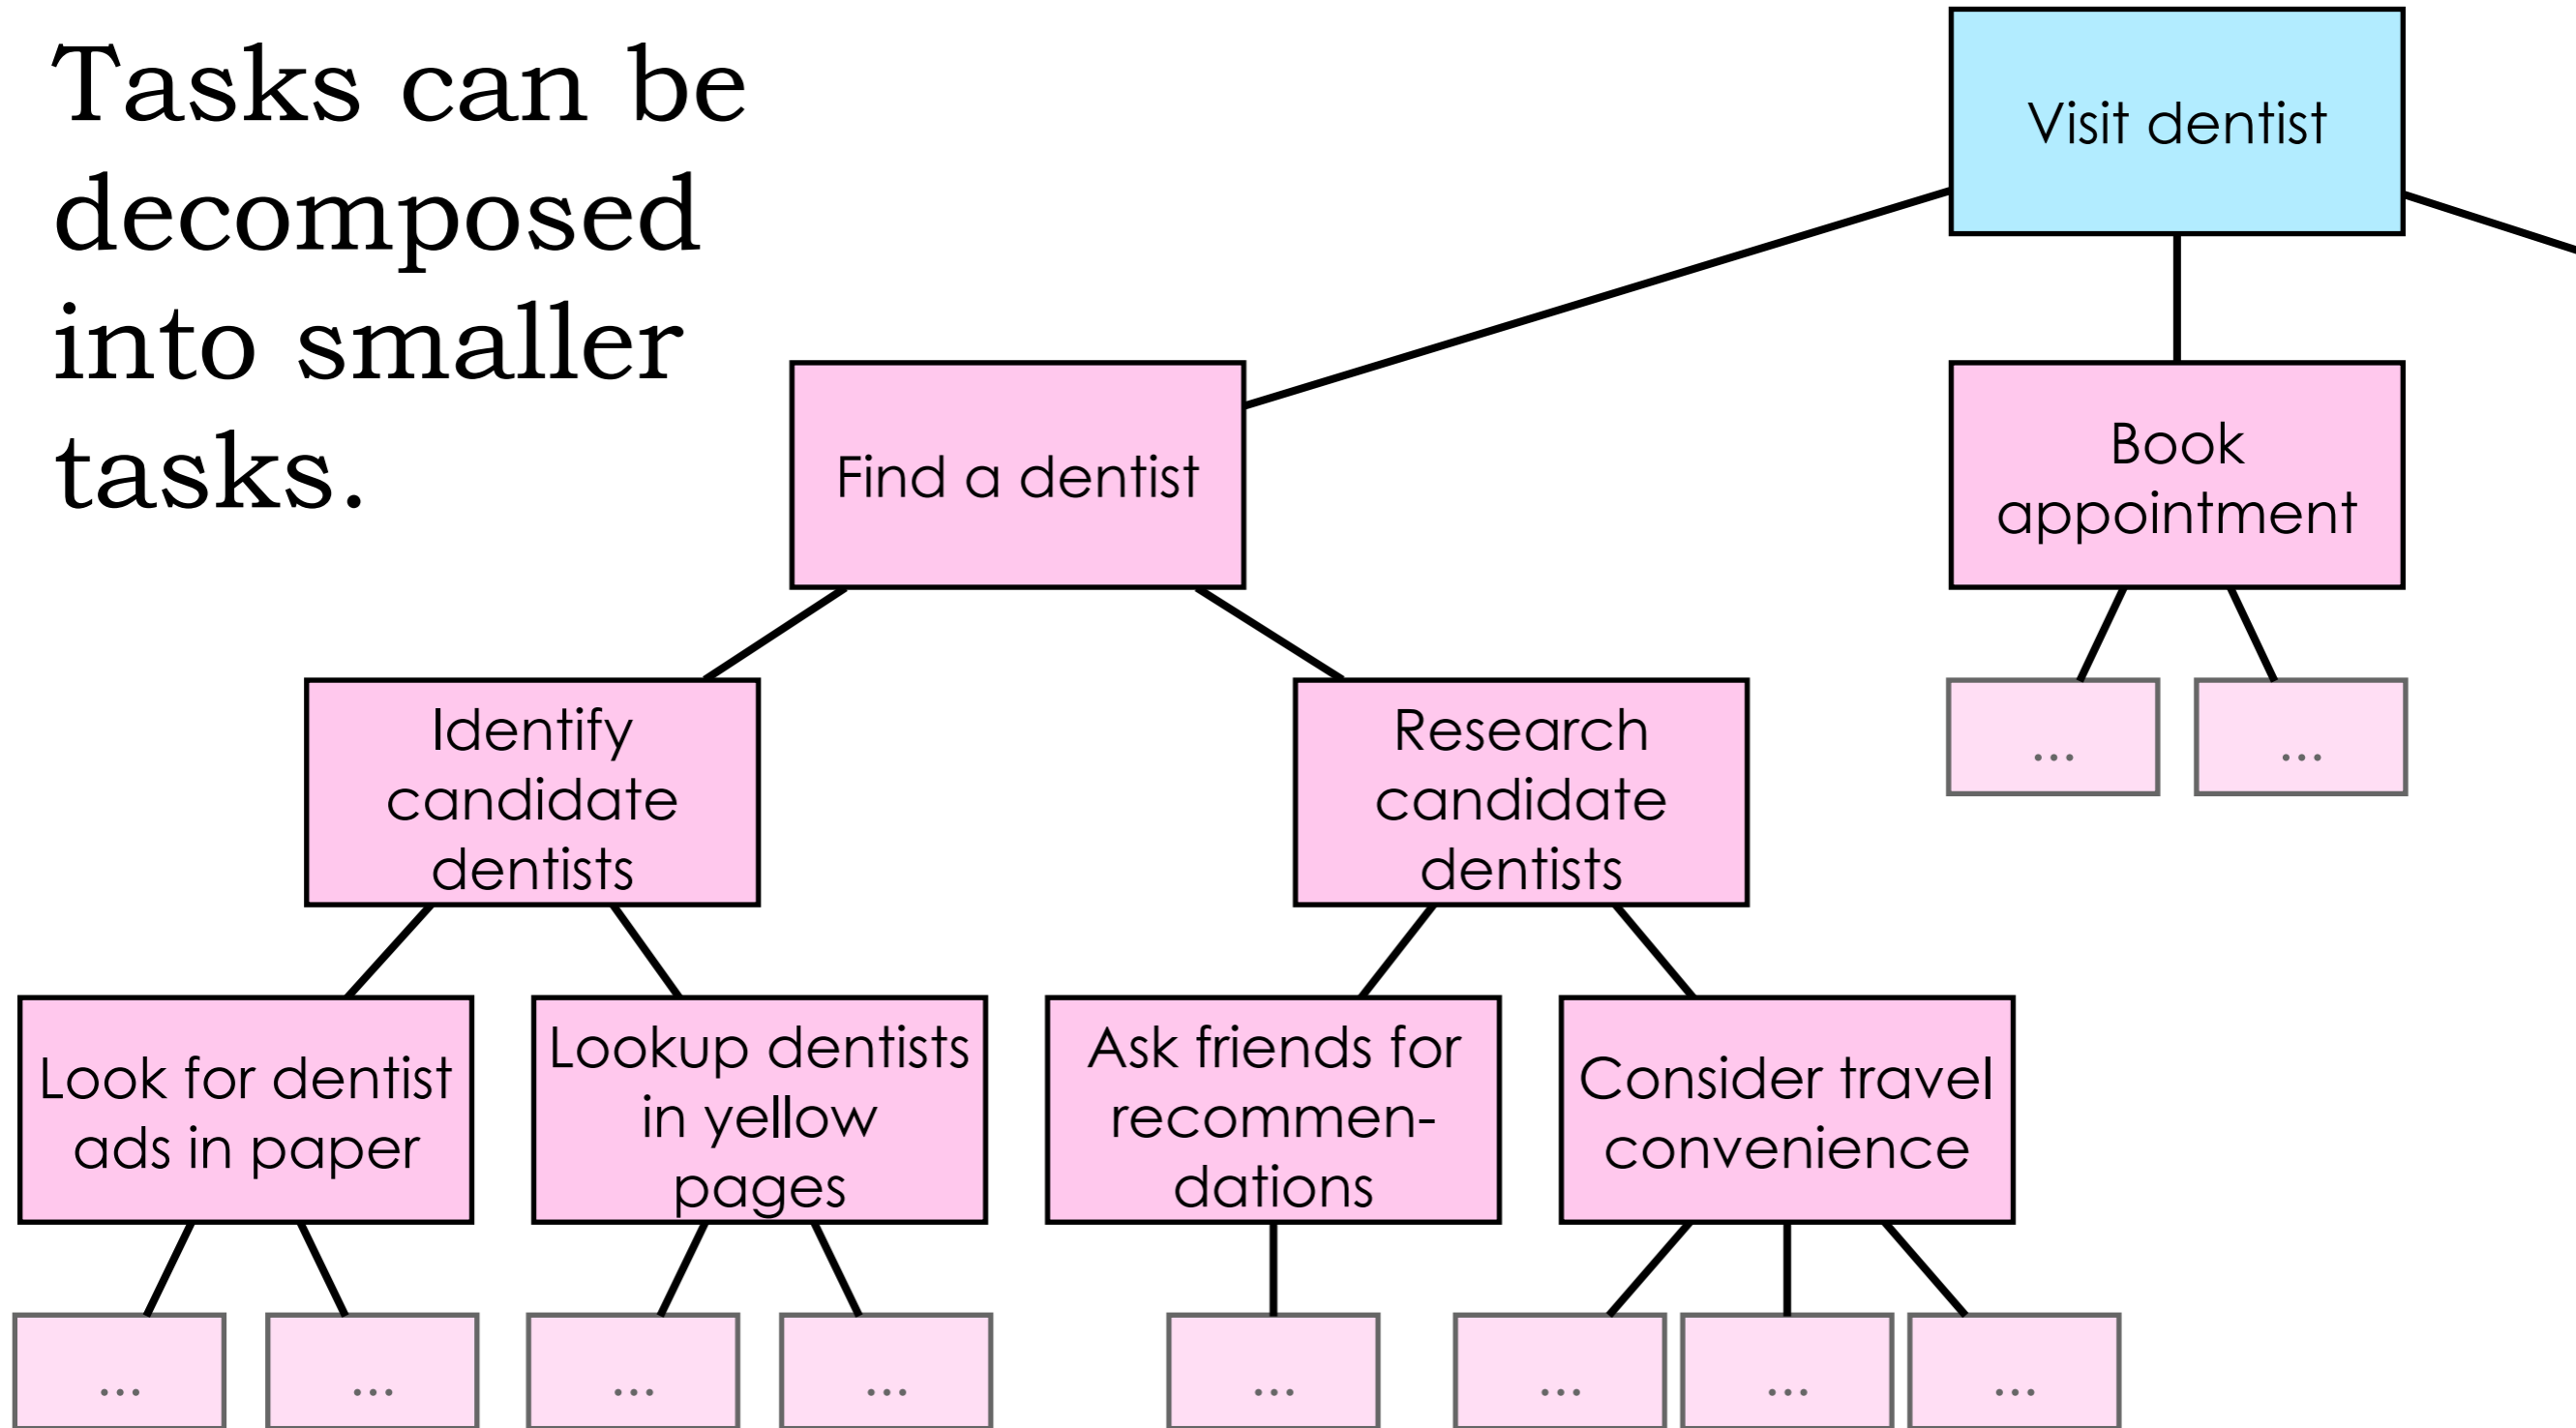 Tasks can be
decomposed
into smaller
tasks.
Visit dentist
Find a dentist
Book
appointment
Identify
candidate
dentists
Research
candidate
dentists
...
...
Look for dentist
ads in paper
Lookup dentists
in yellow
pages
Ask friends for
recommen-
dations
Consider travel
convenience
...
...
...
...
...
...
...
...